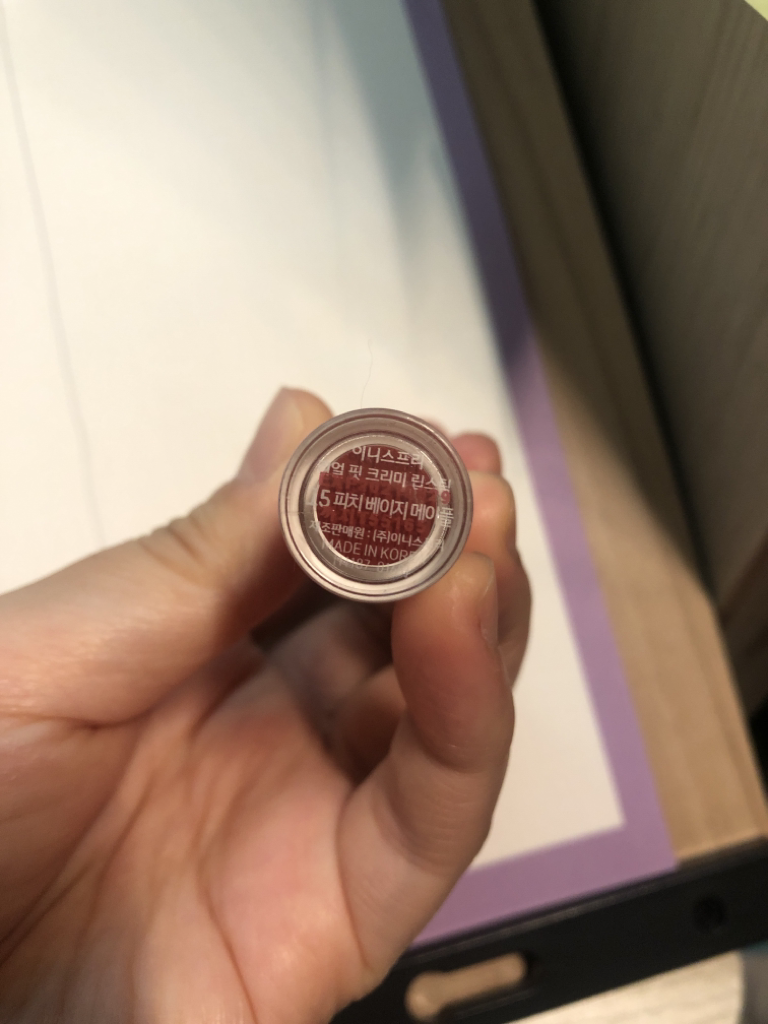 이니스프리
리얼 핏 크리미 립스틱
4.5 피치 베이지 메이플
제조판매원 : (주)이니스
MADE IN KOREA